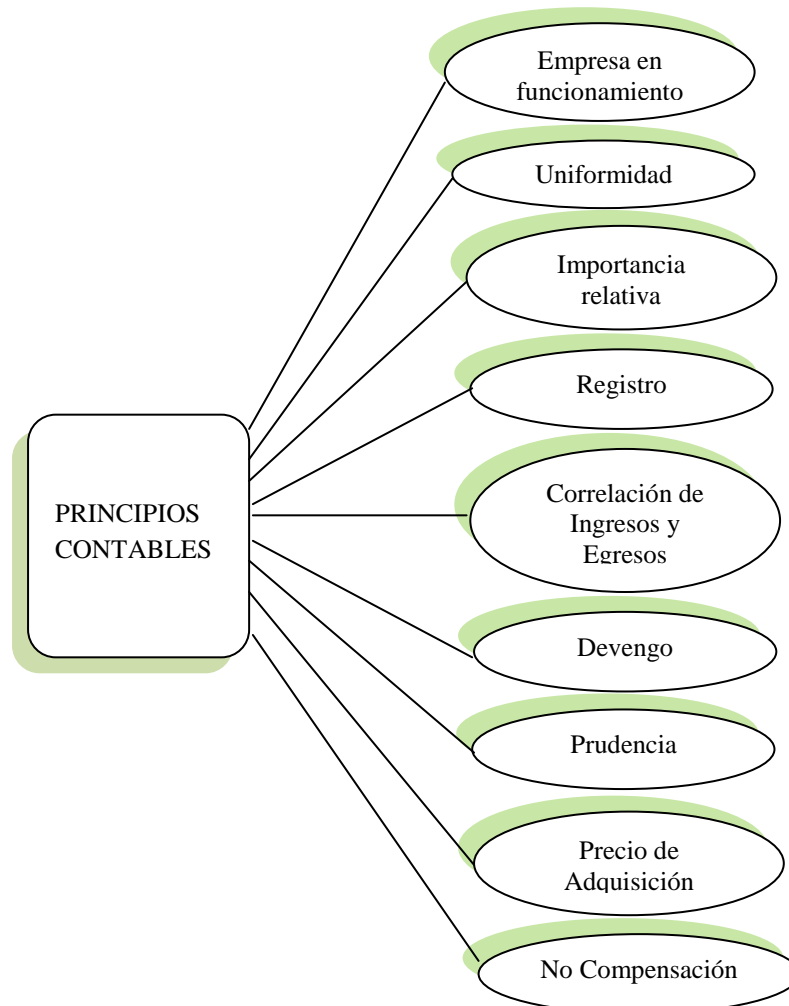 Empresa en
funcionamiento
Uniformidad
Importancia
relativa
Registro
PRINCIPIOS
CONTABLES
Correlación de
Ingresos y
Egresos
Devengo
Prudencia
Precio de
Adquisición
No Compensación